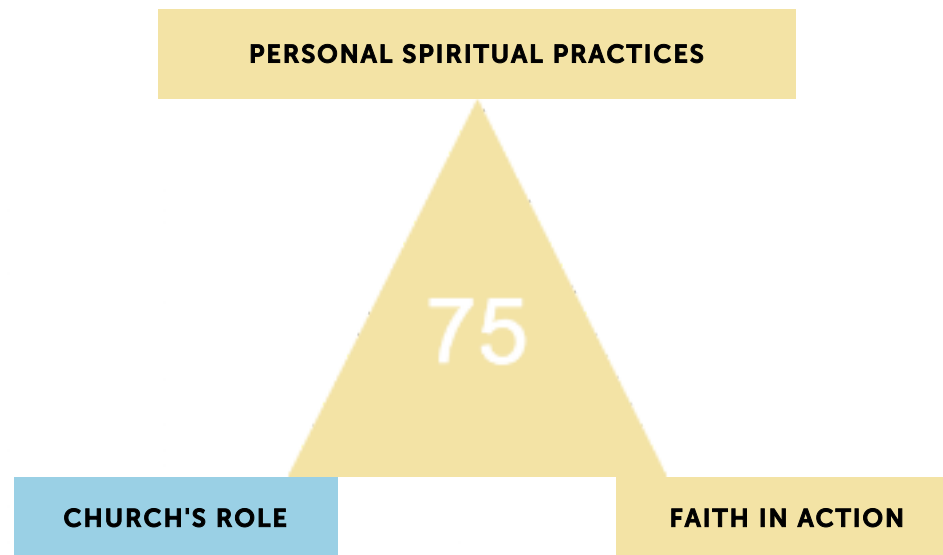 PERSONAL SPIRITUAL PRACTICES
75
CHURCH'S ROLE
FAITH IN ACTION